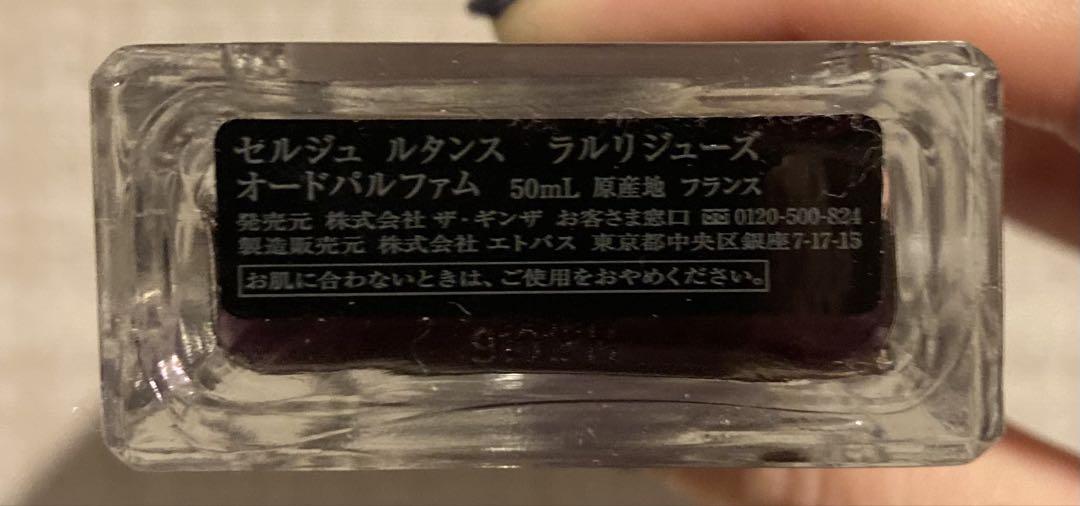 セルジュ ルタンス ラルリジューズ
オードパルファム 50mL 原産地 フランス
発売元 株式会社 ザ・ギンザ お客さま窓口 0120-500-824
製造販売元 株式会社 エトバス 東京都中央区銀座7-17-15
お肌に合わないときは、ご使用をおやめください。